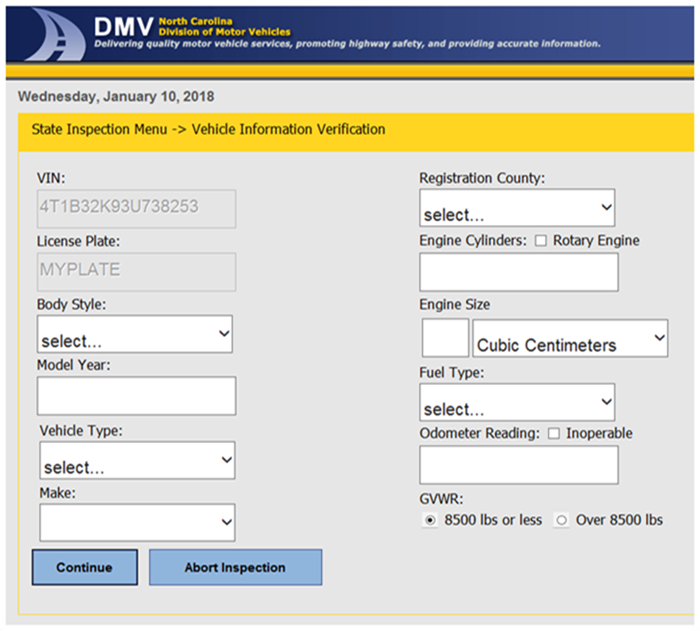 DMV North Carolina
Division of Motor Vehicles
Delivering quality motor vehicle services, promoting highway safety, and providing accurate information.
Wednesday, January 10, 2018
State Inspection Menu -> Vehicle Information Verification
VIN:
4T1B32K93U738253
License Plate:
MYPLATE
Body Style:
select...
Model Year:
Vehicle Type:
select...
Make:
Registration County:
select...
Engine Cylinders: Rotary Engine
Engine Size
Cubic Centimeters
Fuel Type:
select...
Odometer Reading: Inoperable
GVWR:
8500 lbs or less Over 8500 lbs
Continue Abort Inspection